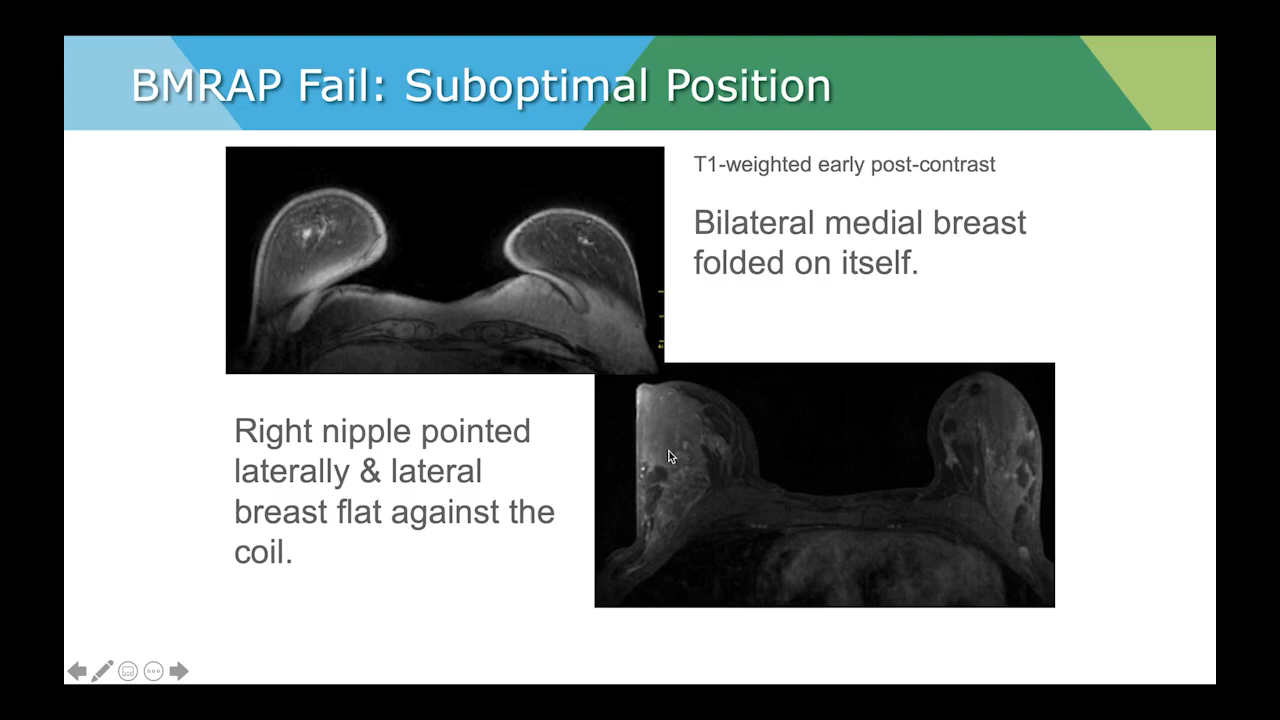 BMRAP Fail: Suboptimal Position
T1-weighted early post-contrast
Bilateral medial breast
folded on itself.
Right nipple pointed
laterally & lateral
breast flat against the
coil.